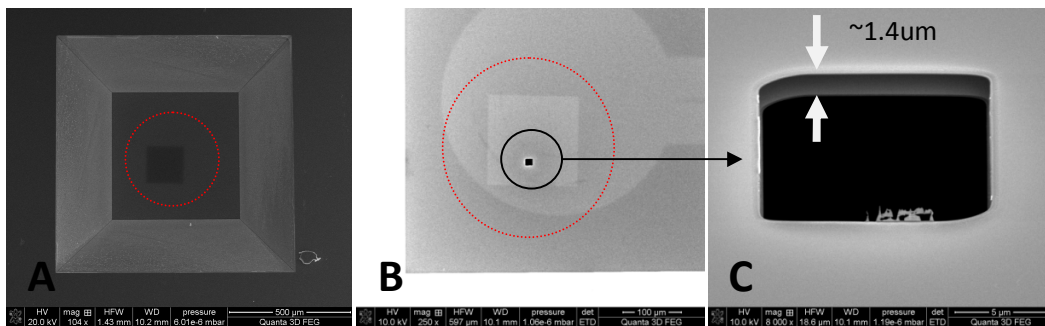 ~1.4um
A
B
C
HV mag HFW WD pressure 500 µm
20.0 kV 104 x 1.43 mm 10.2 mm 6.01e-6 mbar Quanta 3D FEG
HV mag HFW WD pressure det 100 µm
10.0 kV 250 x 597 µm 10.1 mm 1.06e-6 mbar ETD Quanta 3D FEG
HV mag HFW WD pressure det 5 µm
10.0 kV 8 000 x 18.6 µm 10.1 mm 1.19e-6 mbar ETD Quanta 3D FEG